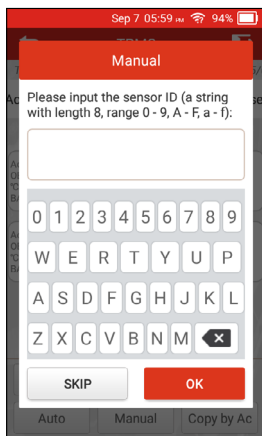 Sep 7 05:59 PM 94%
Manual
Please input the sensor ID (a string
with length 8, range 0 - 9, A - F, a - f):
0 1 2 3 4 5 6 7 8 9
W E R T Y U P
A S D F G H J K L
Z X C V B N M
SKIP OK
Auto Manual Copy by Ac